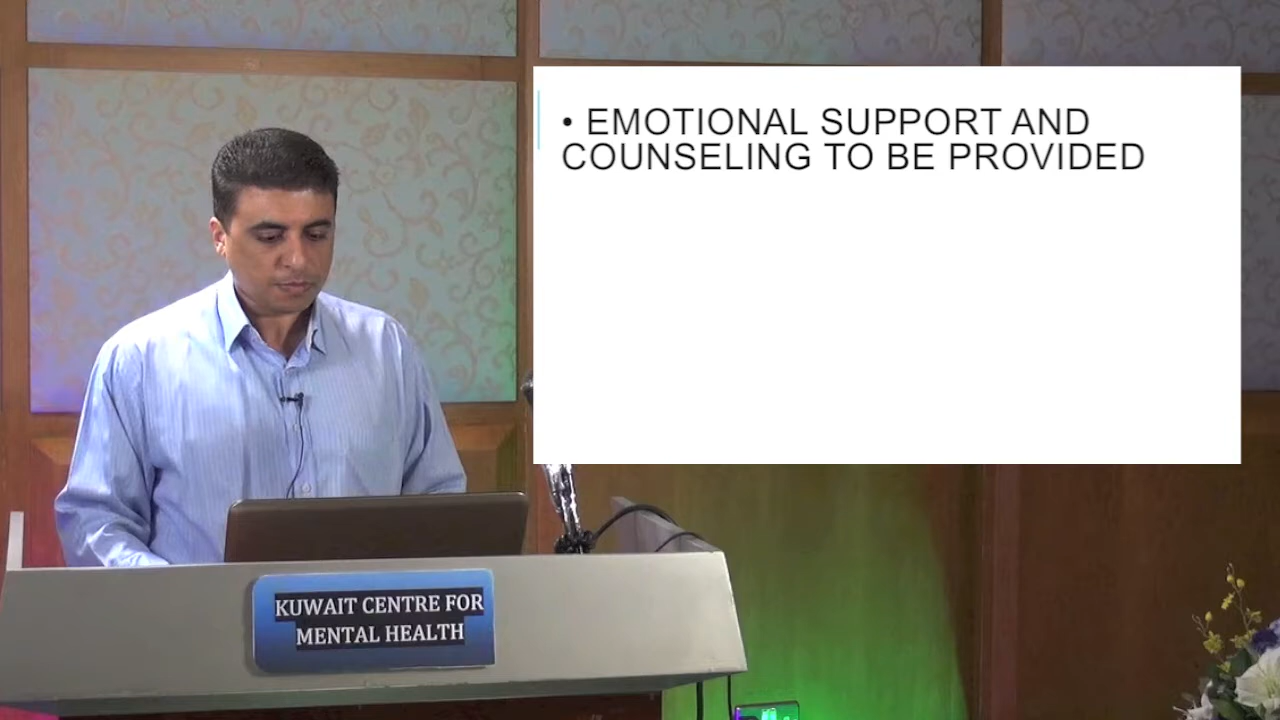 • EMOTIONAL SUPPORT AND
COUNSELING TO BE PROVIDED
KUWAIT CENTRE FOR
MENTAL HEALTH